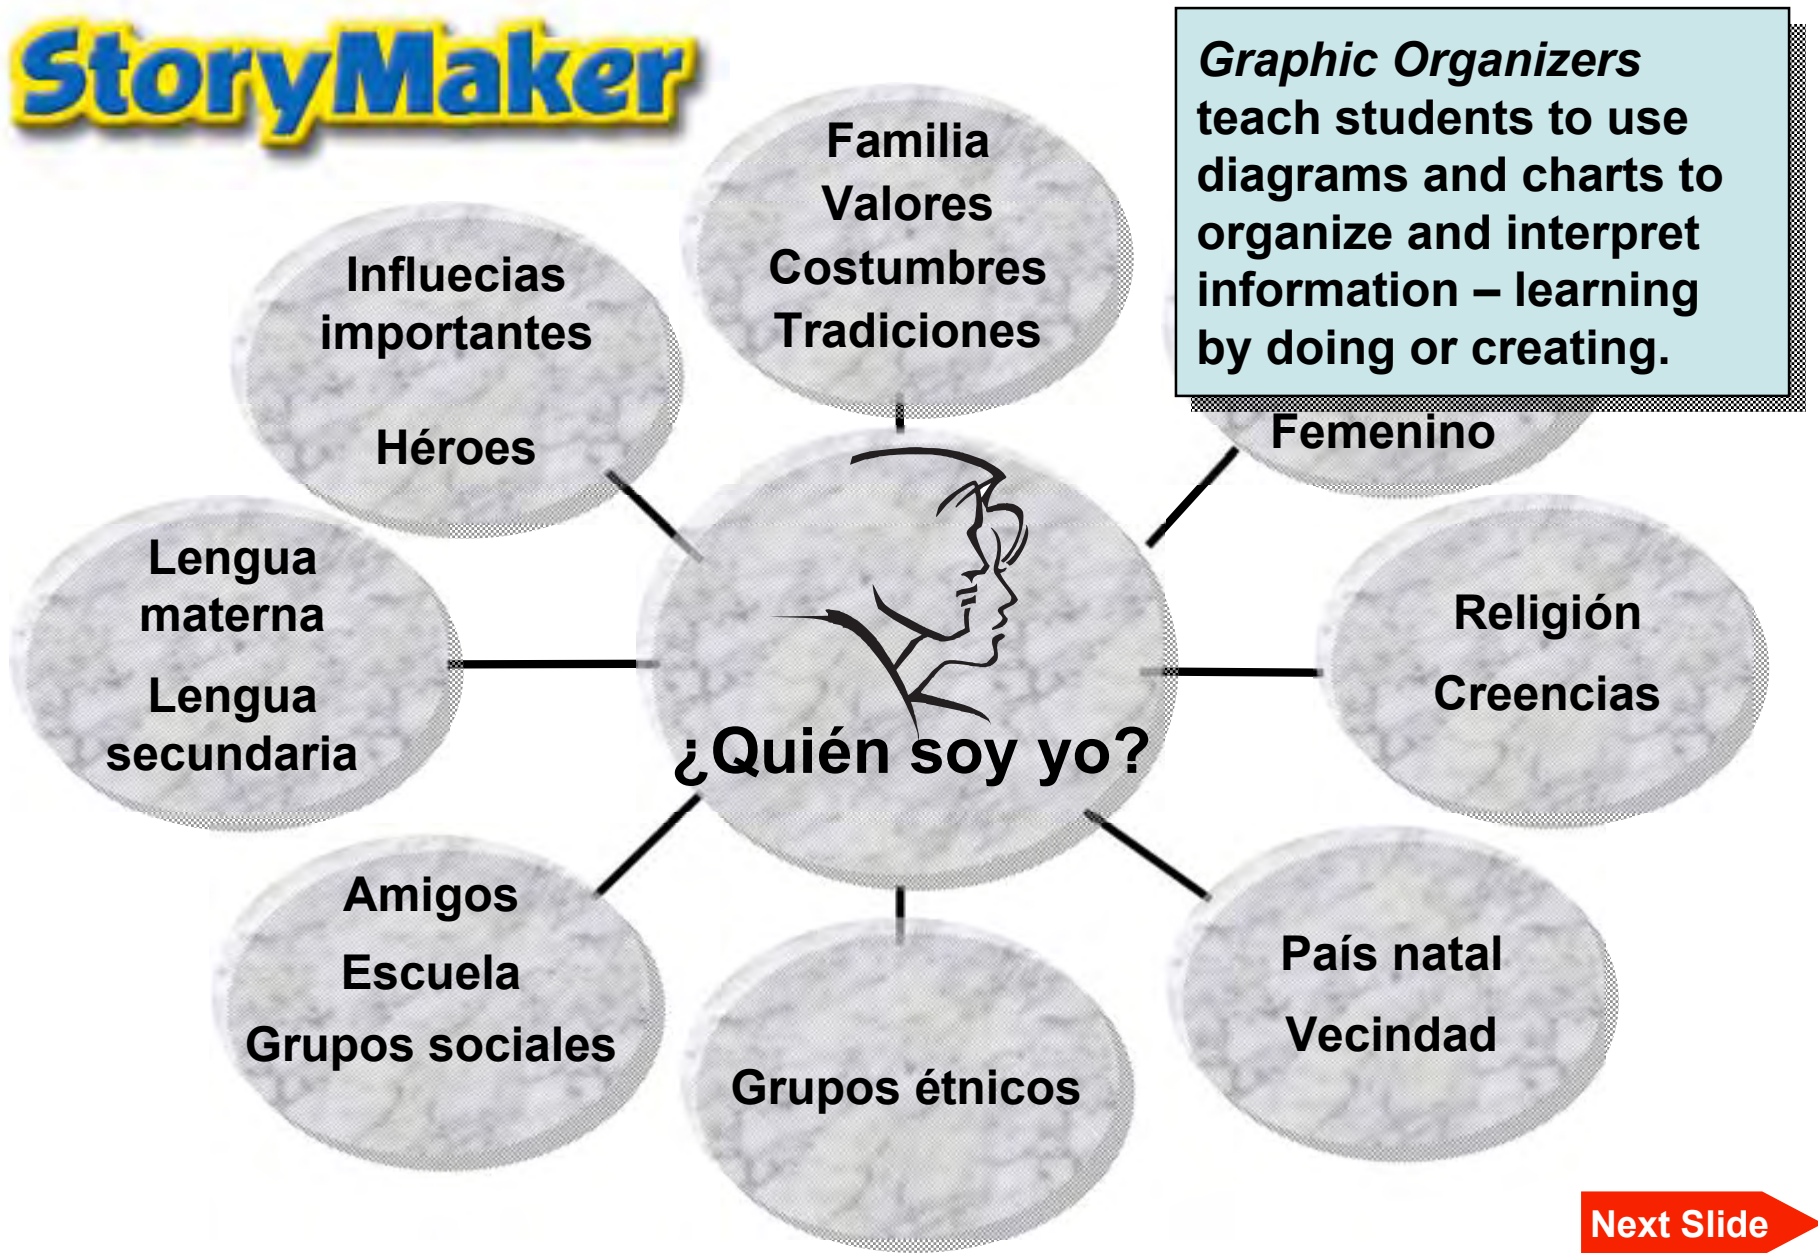 StoryMaker
Graphic Organizers
teach students to use
diagrams and charts to
organize and interpret
information – learning
by doing or creating.
Familia
Valores
Costumbres
Tradiciones
Influecias
importantes
Héroes
Femenino
Lengua
materna
Lengua
secundaria
Religión
Creencias
¿Quién soy yo?
Amigos
Escuela
Grupos sociales
País natal
Vecindad
Grupos étnicos
Next Slide